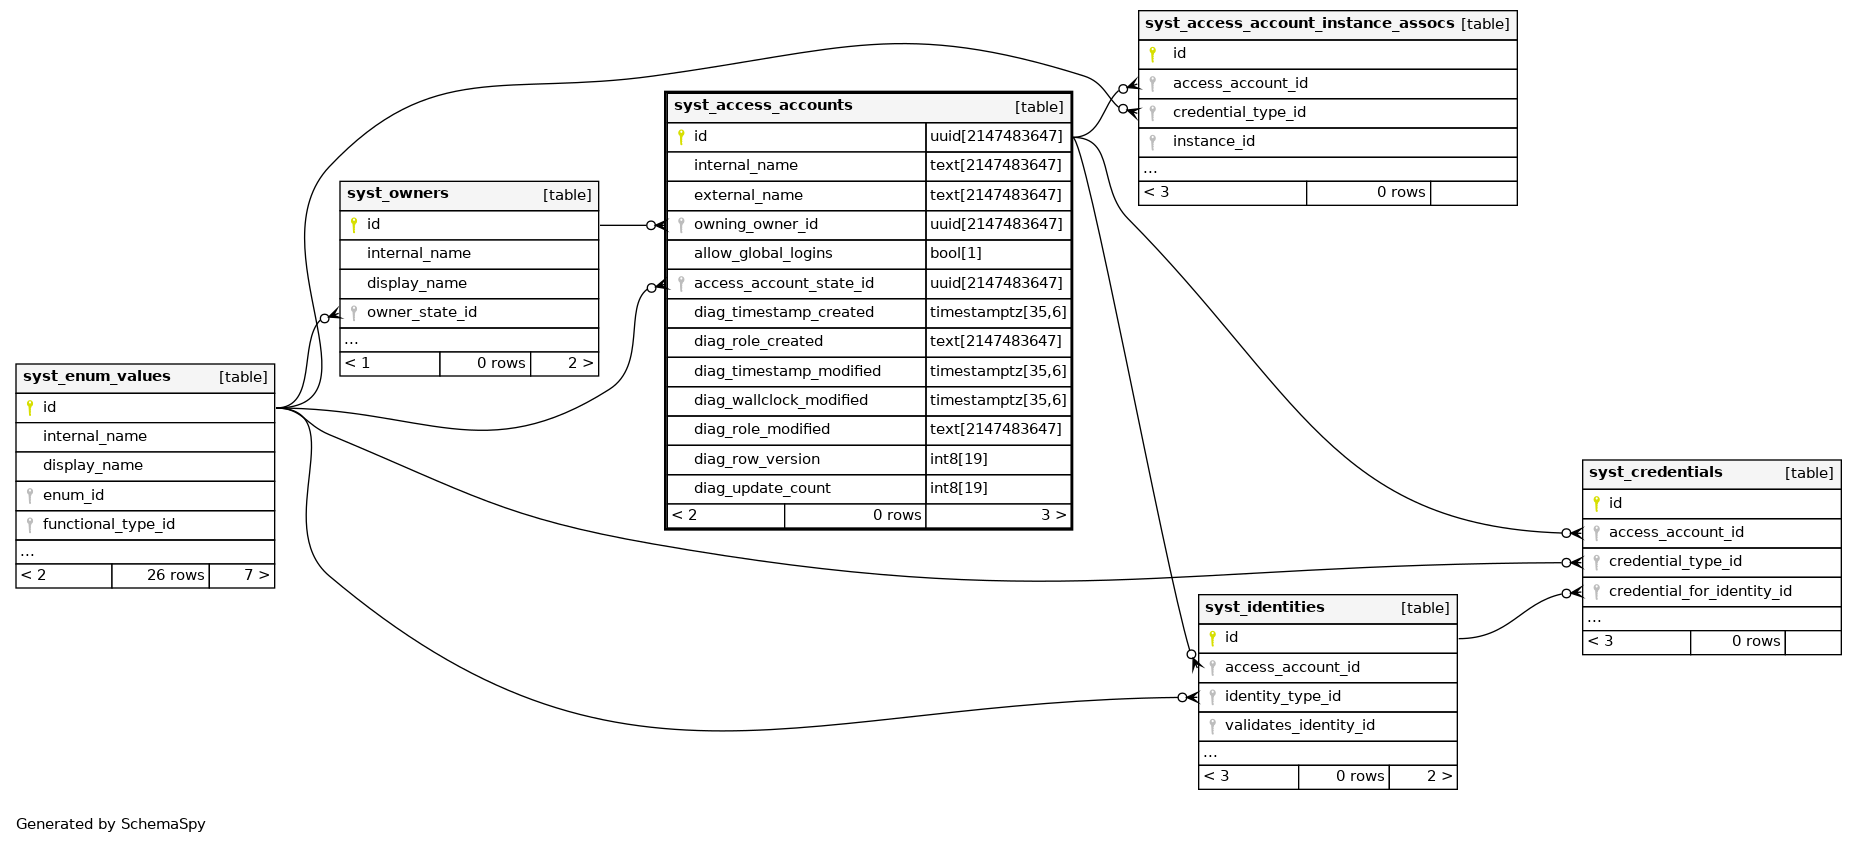 syst_access_account_instance_assocs [table]
id
access_account_id
credential_type_id
instance_id
...
< 3 0 rows
syst_access_accounts [table]
id uuid[2147483647]
internal_name text[2147483647]
external_name text[2147483647]
owning_owner_id uuid[2147483647]
allow_global_logins bool[1]
access_account_state_id uuid[2147483647]
diag_timestamp_created timestamptz[35,6]
diag_role_created text[2147483647]
diag_timestamp_modified timestamptz[35,6]
diag_wallclock_modified timestamptz[35,6]
diag_role_modified text[2147483647]
diag_row_version int8[19]
diag_update_count int8[19]
< 2 0 rows 3 >
syst_owners [table]
id
internal_name
display_name
owner_state_id
...
< 1 0 rows 2 >
syst_enum_values [table]
id
internal_name
display_name
enum_id
functional_type_id
...
< 2 26 rows 7 >
syst_credentials [table]
id
access_account_id
credential_type_id
credential_for_identity_id
...
< 3 0 rows
syst_identities [table]
id
access_account_id
identity_type_id
validates_identity_id
...
< 3 0 rows 2 >
Generated by SchemaSpy